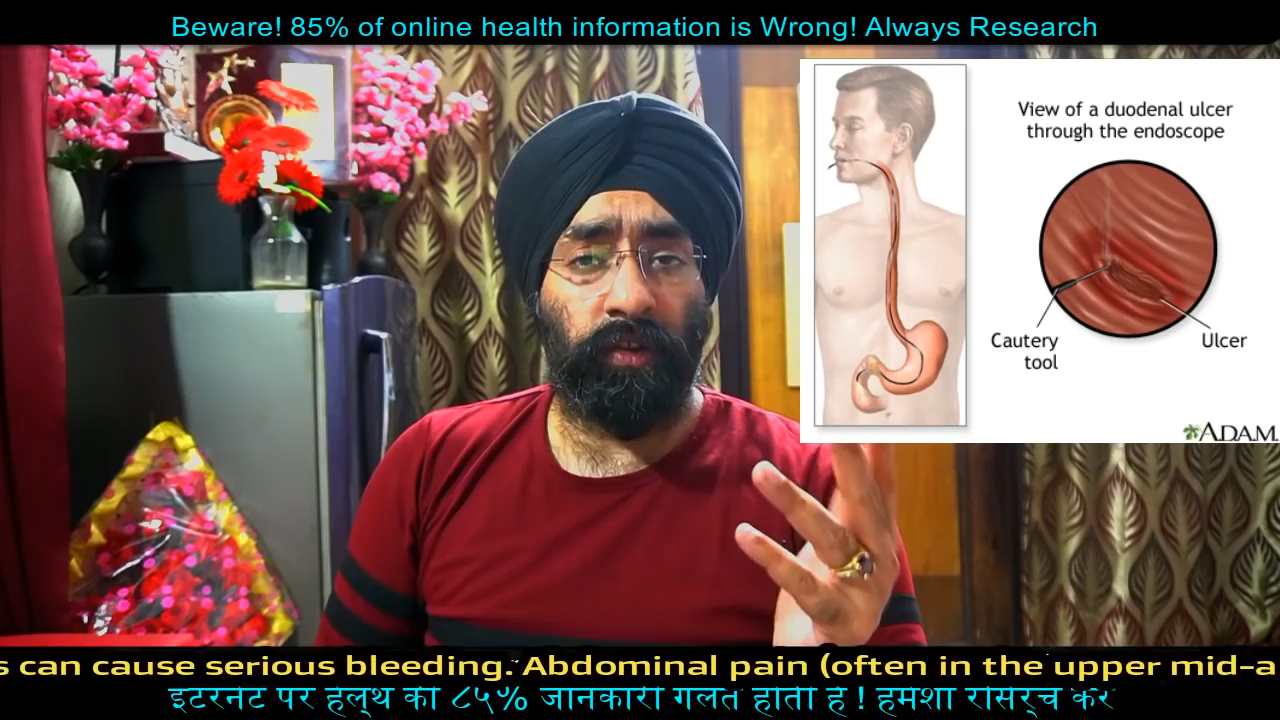 Beware! 85% of online health information is Wrong! Always Research
View of a duodenal ulcer
through the endoscope
Cautery
tool
Ulcer
ADAM.
s can cause serious bleeding. Abdominal pain (often in the upper mid-a
इंटरनेट पर हेल्थ की ८५% जानकारी गलत होती है ! हमेशा रिसर्च करें